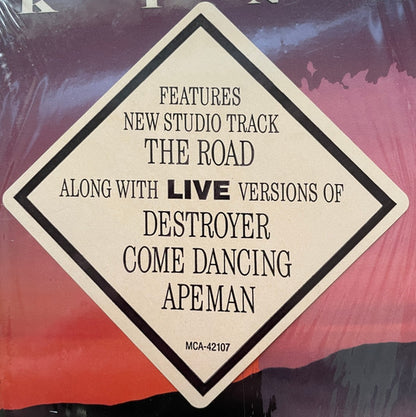 K I N
FEATURES
NEW STUDIO TRACK
THE ROAD
ALONG WITH LIVE VERSIONS OF
DESTROYER
COME DANCING
APEMAN
MCA-42107